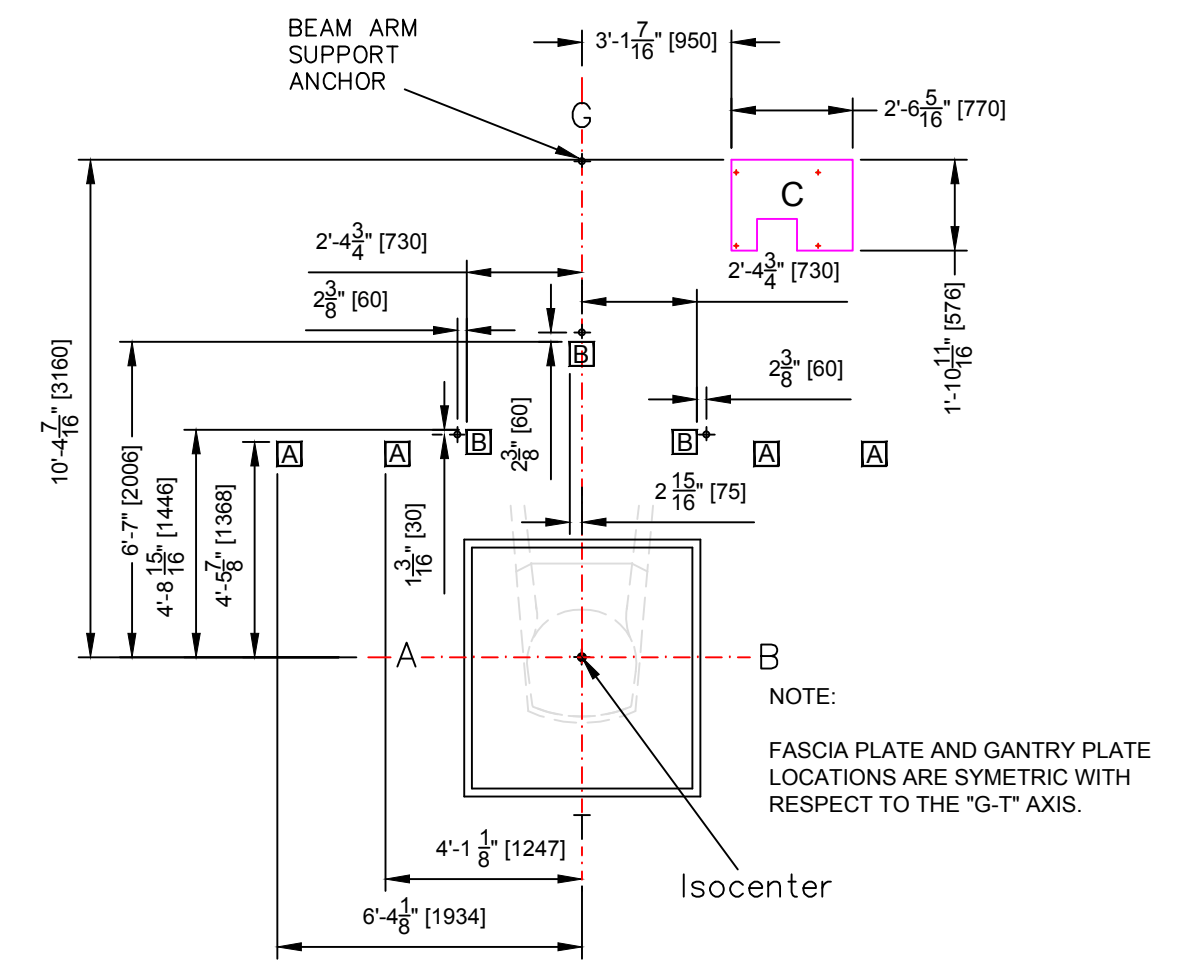 BEAM ARM
SUPPORT
ANCHOR
3'-1 7/16" [950]
2'-6 5/16" [770]
G
C
2'-4 3/4" [730]
2'-4 3/4" [730]
2 3/8" [60]
1'-10 11/16" [576]
B
2 3/8" [60]
10'-4 7/16" [3160]
6'-7" [2006]
4'-8 15/16" [1446]
4'-5 7/8" [1368]
2 3/8" [60]
A
A
B
B
A
A
1 3/16" [30]
2 15/16" [75]
A
B
NOTE:
FASCIA PLATE AND GANTRY PLATE
LOCATIONS ARE SYMETRIC WITH
RESPECT TO THE "G-T" AXIS.
T
4'-1 1/8" [1247]
Isocenter
6'-4 1/8" [1934]